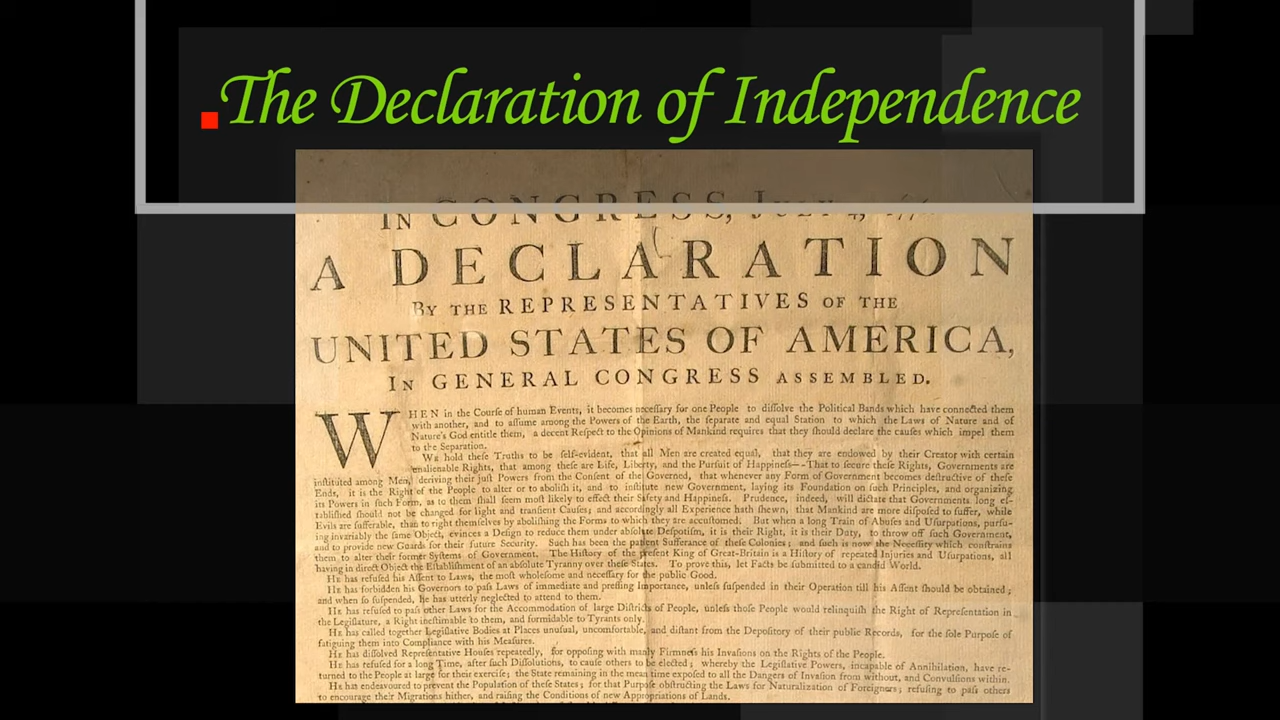 The Declaration of Independence
IN CONGRESS, JULY 4,
A DECLARATION
BY THE REPRESENTATIVES OF THE
UNITED STATES OF AMERICA,
IN GENERAL CONGRESS ASSEMBLED.
WHEN in the Courſe of human Events, it becomes neceſſary for one People to diſſolve the Political Bands which have connected them
with another, and to aſſume among the Powers of the Earth, the ſeparate and equal Station to which the Laws of Nature and of
Nature's God entitle them, a decent Reſpect to the Opinions of Mankind requires that they ſhould declare the cauſes which impel them
to the Separation.
WE hold theſe Truths to be ſelf-evident, that all Men are created equal, that they are endowed by their Creator with certain
unalienable Rights, that among theſe are Life, Liberty, and the Purſuit of Happineſs--That to ſecure theſe Rights, Governments are
inſtituted among Men, deriving their juſt Powers from the Conſent of the Governed, that whenever any Form of Government becomes deſtructive of theſe
Ends, it is the Right of the People to alter or to aboliſh it, and to inſtitute new Government, laying its Foundation on ſuch Principles, and organizing
its Powers in ſuch Form, as to them ſhall ſeem moſt likely to effect their Safety and Happineſs. Prudence, indeed, will dictate that Governments long eſ-
tabliſhed ſhould not be changed for light and tranſient Cauſes; and accordingly all Experience hath ſhewn, that Mankind are more diſpoſed to ſuffer, while
Evils are ſufferable, than to right themſelves by aboliſhing the Forms to which they are accuſtomed. But when a long Train of Abuſes and Uſurpations, purſu-
ing invariably the ſame Object, evinces a Deſign to reduce them under abſolute Deſpotiſm, it is their Right, it is their Duty, to throw off ſuch Government,
and to provide new Guards for their future Security. Such has been the patient Sufferance of theſe Colonies; and ſuch is now the Neceſſity which conſtrains
them to alter their former Syſtems of Government. The Hiſtory of the preſent King of Great-Britain is a Hiſtory of repeated Injuries and Uſurpations, all
having in direct Object the Eſtabliſhment of an abſolute Tyranny over theſe States. To prove this, let Facts be ſubmitted to a candid World.
HE has refuſed his Aſſent to Laws, the moſt wholeſome and neceſſary for the public Good.
HE has forbidden his Governors to paſs Laws of immediate and preſſing Importance, unleſs ſuſpended in their Operation till his Aſſent ſhould be obtained;
and when ſo ſuſpended, he has utterly neglected to attend to them.
HE has refuſed to paſs other Laws for the Accommodation of large Diſtricts of People, unleſs thoſe People would relinquiſh the Right of Repreſentation in
the Legiſlature, a Right ineſtimable to them, and formidable to Tyrants only.
HE has called together Legiſlative Bodies at Places unuſual, uncomfortable, and diſtant from the Depoſitory of their public Records, for the ſole Purpoſe of
fatiguing them into Compliance with his Meaſures.
HE has diſſolved Repreſentative Houſes repeatedly, for oppoſing with manly Firmneſs his Invaſions on the Rights of the People.
HE has refuſed for a long Time, after ſuch Diſſolutions, to cauſe others to be elected; whereby the Legiſlative Powers, incapable of Annihilation, have re-
turned to the People at large for their exerciſe; the State remaining in the mean time expoſed to all the Dangers of Invaſion from without, and Convulſions within.
HE has endeavoured to prevent the Population of theſe States; for that Purpoſe obſtructing the Laws for Naturalization of Foreigners; refuſing to paſs others
to encourage their Migrations hither, and raiſing the Conditions of new Appropriations of Lands.